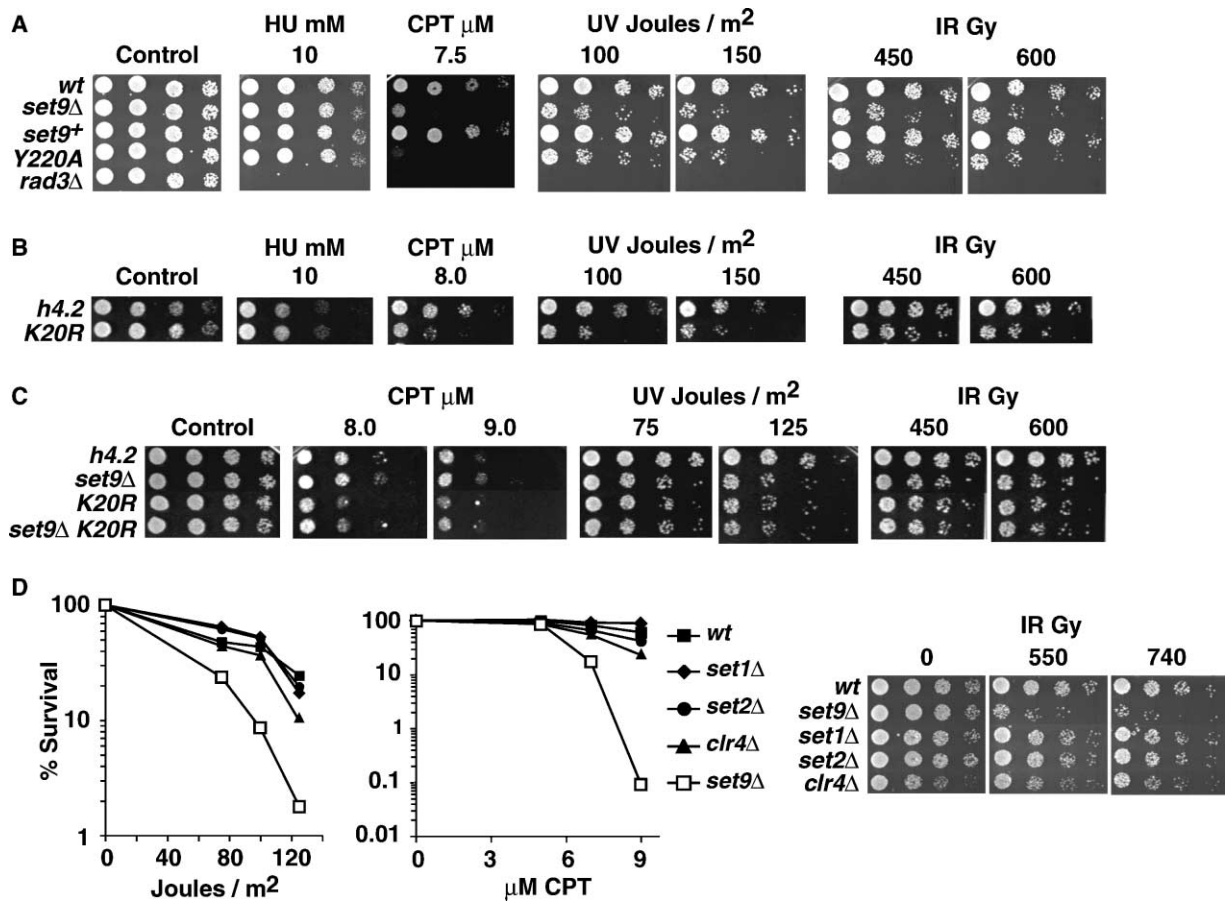 A
HU mM CPT μM UV Joules / m² IR Gy
Control 10 7.5 100 150 450 600
wt
set9Δ
set9⁺
Y220A
rad3Δ
B
HU mM CPT μM UV Joules / m² IR Gy
Control 10 8.0 100 150 450 600
h4.2
K20R
C
CPT μM UV Joules / m² IR Gy
Control 8.0 9.0 75 125 450 600
h4.2
set9Δ
K20R
set9Δ K20R
D
% Survival
100
10
1
0 40 80 120
Joules / m²
100
10
1
0.1
0.01
0 3 6 9
μM CPT
wt
set1Δ
set2Δ
clr4Δ
set9Δ
IR Gy
0 550 740
wt
set9Δ
set1Δ
set2Δ
clr4Δ